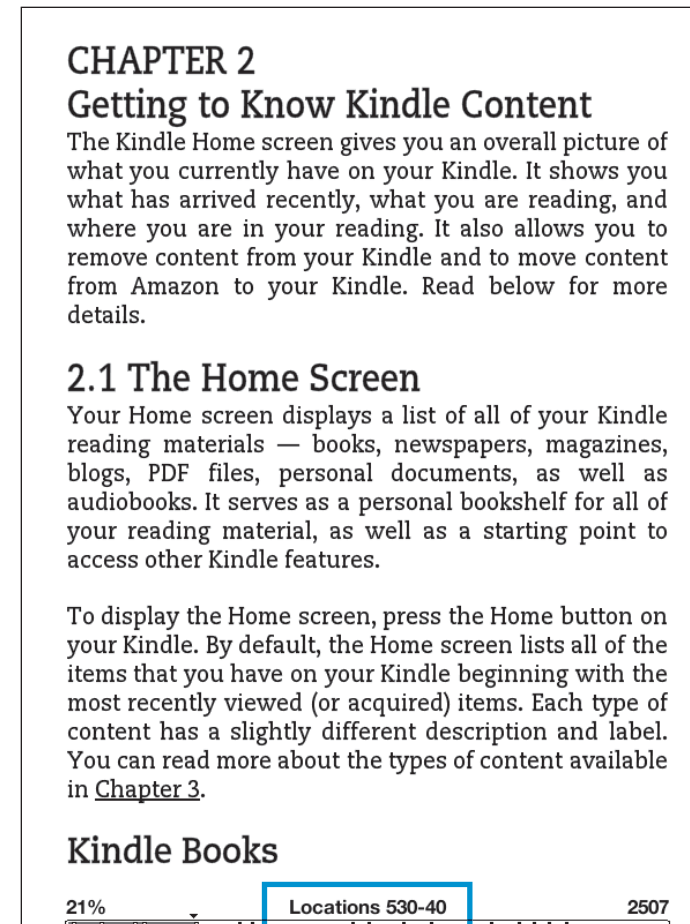 CHAPTER 2
Getting to Know Kindle Content
The Kindle Home screen gives you an overall picture of
what you currently have on your Kindle. It shows you
what has arrived recently, what you are reading, and
where you are in your reading. It also allows you to
remove content from your Kindle and to move content
from Amazon to your Kindle. Read below for more
details.
2.1 The Home Screen
Your Home screen displays a list of all of your Kindle
reading materials — books, newspapers, magazines,
blogs, PDF files, personal documents, as well as
audiobooks. It serves as a personal bookshelf for all of
your reading material, as well as a starting point to
access other Kindle features.
To display the Home screen, press the Home button on
your Kindle. By default, the Home screen lists all of the
items that you have on your Kindle beginning with the
most recently viewed (or acquired) items. Each type of
content has a slightly different description and label.
You can read more about the types of content available
in Chapter 3.
Kindle Books
21% Locations 530-40 2507